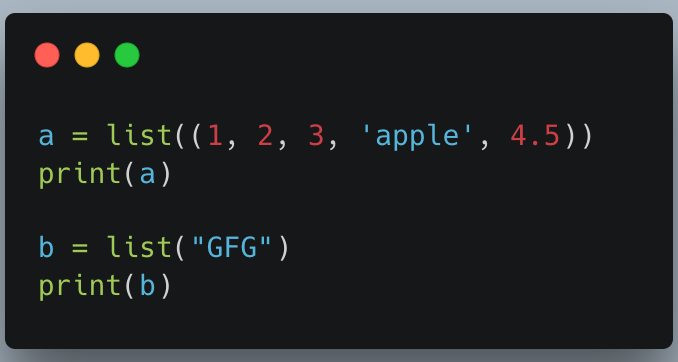 a = list((1, 2, 3, 'apple', 4.5))
print(a)
b = list("GFG")
print(b)